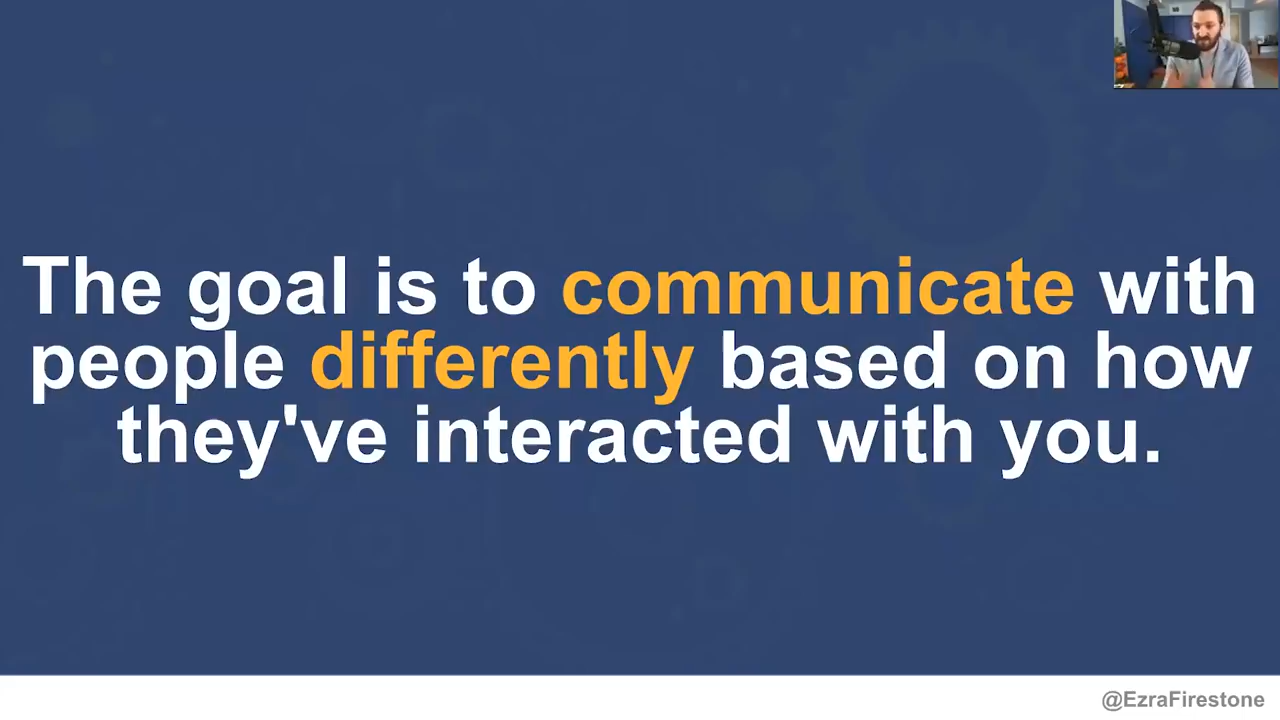 The goal is to communicate with
people differently based on how
they've interacted with you.
@EzraFirestone